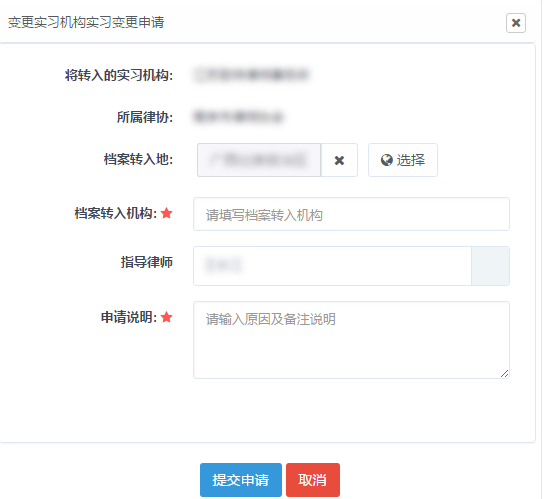 变更实习机构实习变更申请
将转入的实习机构:
所属律协:
档案转入地: 选择
档案转入机构: 请填写档案转入机构
指导律师
申请说明: 请输入原因及备注说明
提交申请 取消